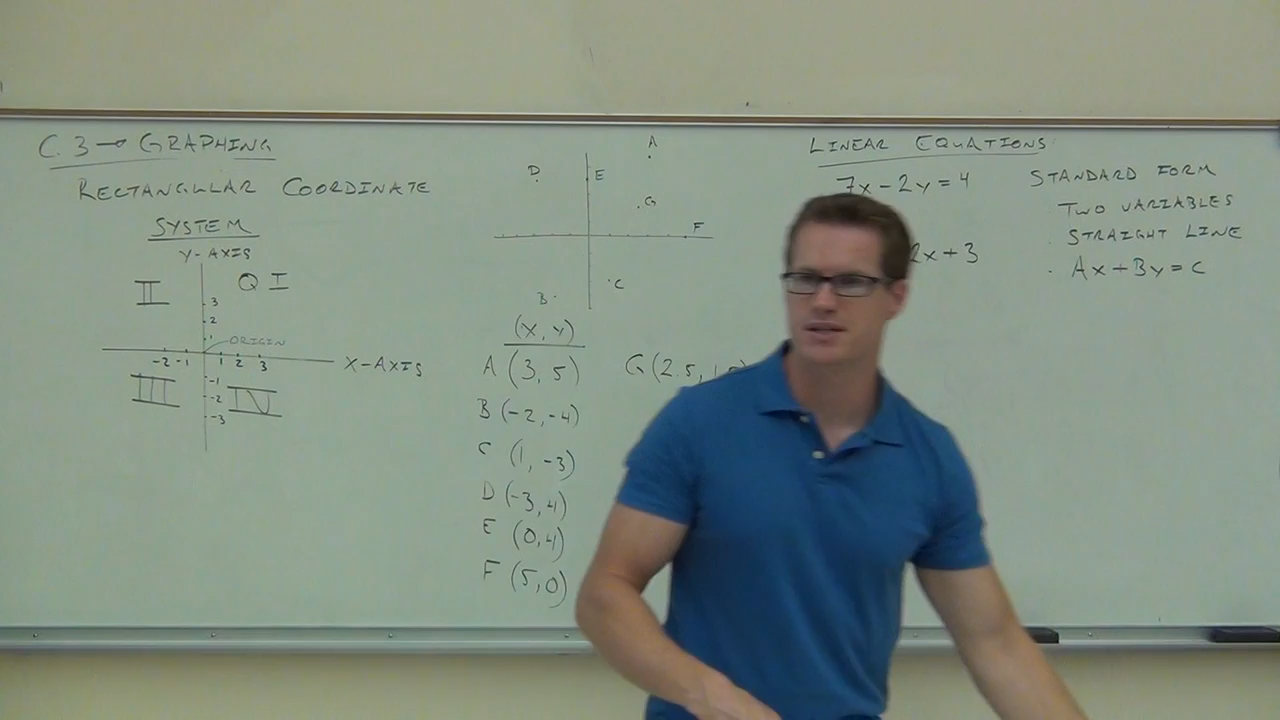 C.3 → GRAPHING
RECTANGULAR COORDINATE
SYSTEM
Y-AXIS
II
Q I
3
2
1
ORIGIN
-2 -1 1 2 3
X-AXIS
-1
-2
-3
III
IV
A
D
E
G
F
C
B
(X, Y)
A (3, 5)
B (-2, -4)
C (1, -3)
D (-3, 4)
E (0, 4)
F (5, 0)
G (2.5,
LINEAR EQUATIONS
7x-2y=4
2x+3
STANDARD FORM
· TWO VARIABLES
· STRAIGHT LINE
· Ax+By=C